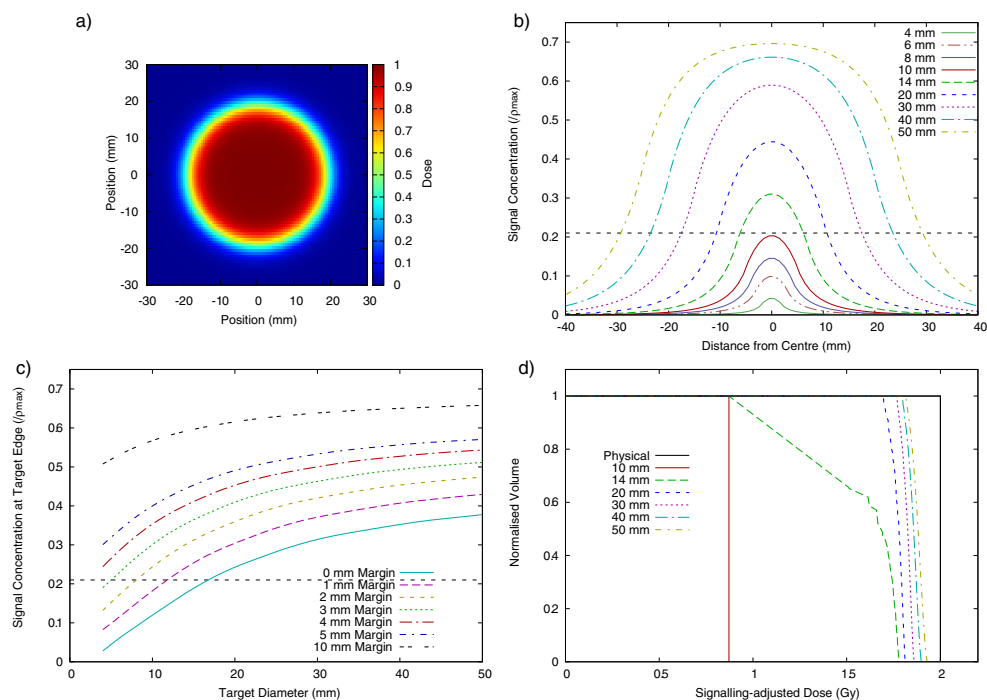 a)
30
20
10
0
-10
-20
-30
Position (mm)
-30
-20
-10
0
10
20
30
Position (mm)
1
0.9
0.8
0.7
0.6
0.5
0.4
0.3
0.2
0.1
0
Dose
b)
0.7
0.6
0.5
0.4
0.3
0.2
0.1
0
Signal Concentration (/ρmax)
4 mm
6 mm
8 mm
10 mm
14 mm
20 mm
30 mm
40 mm
50 mm
-40
-30
-20
-10
0
10
20
30
40
Distance from Centre (mm)
c)
0.7
0.6
0.5
0.4
0.3
0.2
0.1
0
Signal Concentration at Target Edge (/ρmax)
0 mm Margin
1 mm Margin
2 mm Margin
3 mm Margin
4 mm Margin
5 mm Margin
10 mm Margin
0
10
20
30
40
50
Target Diameter (mm)
d)
1
0.8
0.6
0.4
0.2
0
Normalised Volume
Physical
10 mm
14 mm
20 mm
30 mm
40 mm
50 mm
0
0.5
1
1.5
2
Signalling-adjusted Dose (Gy)